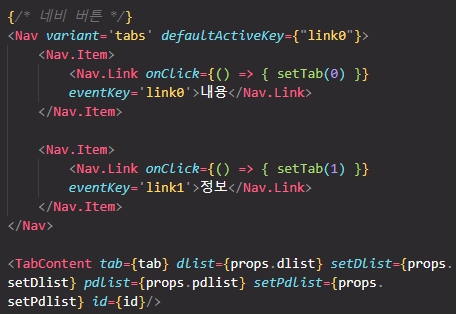 {/* 네비 버튼 */}
<Nav variant='tabs' defaultActiveKey={"link0"}>
<Nav.Item>
<Nav.Link onClick={() => { setTab(0) }}
eventKey='link0'>내용</Nav.Link>
</Nav.Item>
<Nav.Item>
<Nav.Link onClick={() => { setTab(1) }}
eventKey='link1'>정보</Nav.Link>
</Nav.Item>
</Nav>
<TabContent tab={tab} dlist={props.dlist} setDlist={props.
setDlist} pdlist={props.pdlist} setPdlist={props.
setPdlist} id={id}/>